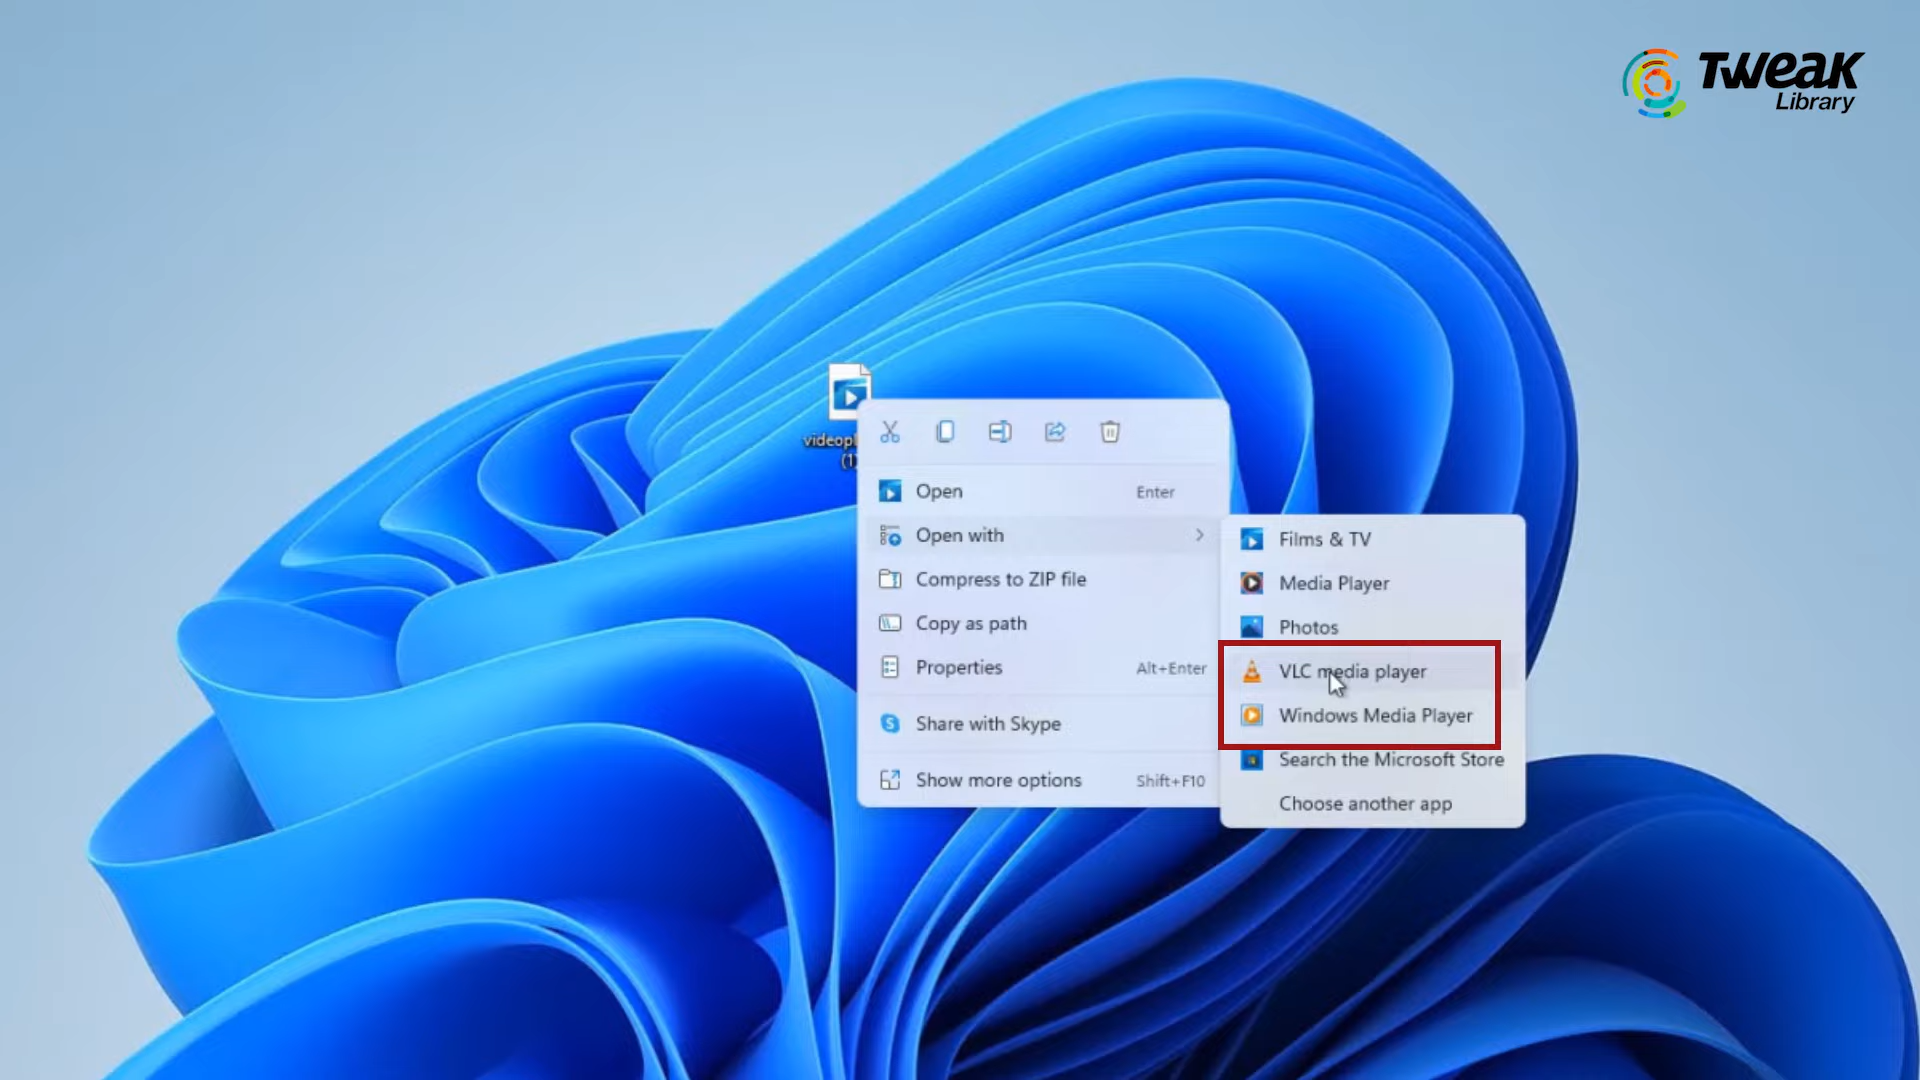 TWEAK
Library
(1)
Open Enter
Open with
Compress to ZIP file
Copy as path
Properties Alt+Enter
Share with Skype
Show more options Shift+F10
Films & TV
Media Player
Photos
VLC media player
Windows Media Player
Search the Microsoft Store
Choose another app